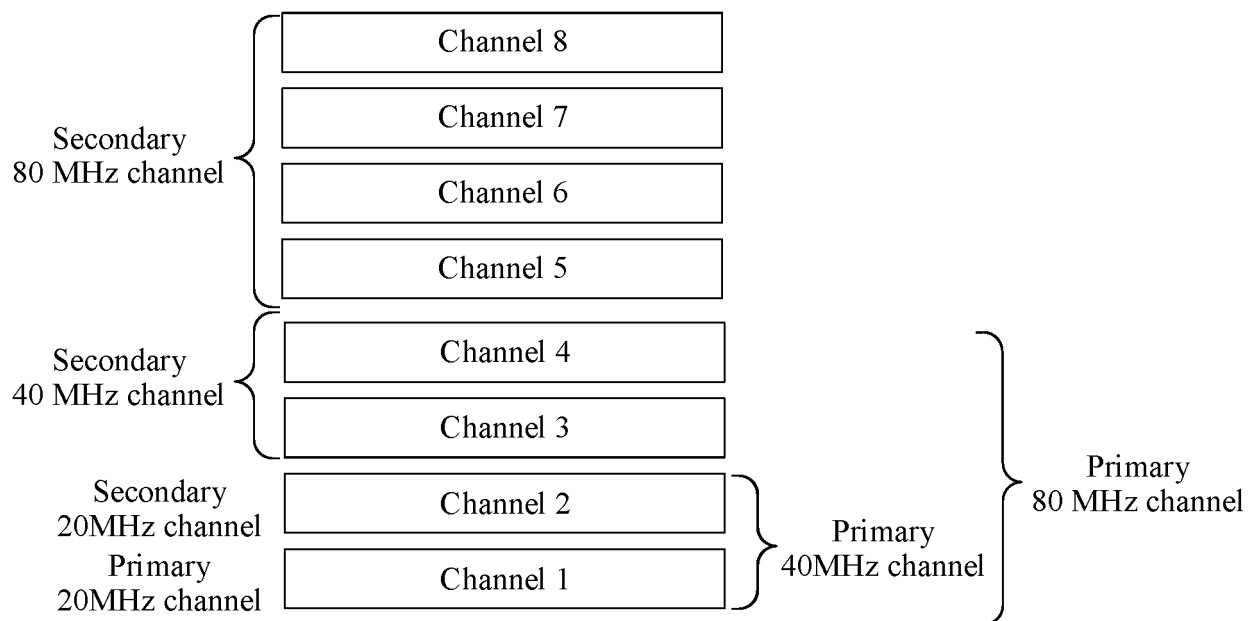 Channel 8
Channel 7
Secondary
80 MHz channel
Channel 6
Channel 5
Channel 4
Secondary
40 MHz channel
Channel 3
Primary
80 MHz channel
Secondary
20MHz channel
Channel 2
Primary
40MHz channel
Primary
20MHz channel
Channel 1